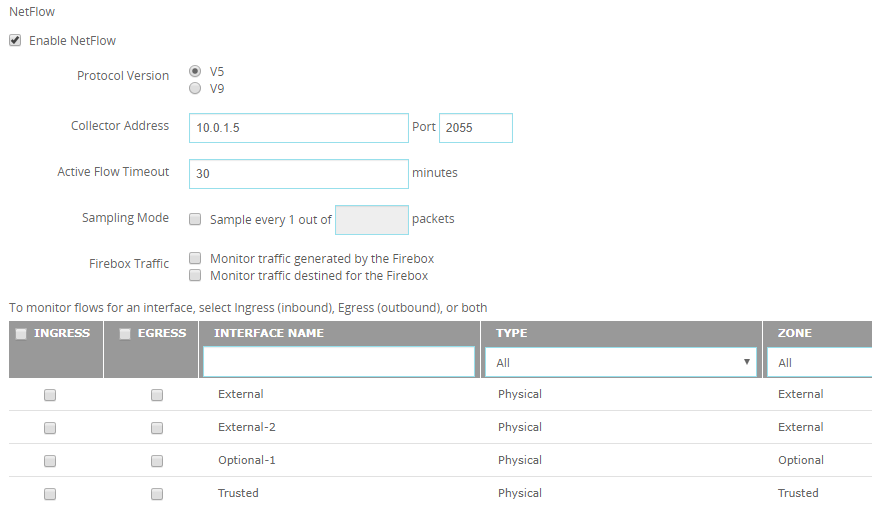 NetFlow
Enable NetFlow
Protocol Version V5
V9
Collector Address 10.0.1.5 Port 2055
Active Flow Timeout 30 minutes
Sampling Mode Sample every 1 out of packets
Firebox Traffic Monitor traffic generated by the Firebox
Monitor traffic destined for the Firebox
To monitor flows for an interface, select Ingress (inbound), Egress (outbound), or both
INGRESS EGRESS INTERFACE NAME TYPE ZONE
All All
External Physical External
External-2 Physical External
Optional-1 Physical Optional
Trusted Physical Trusted